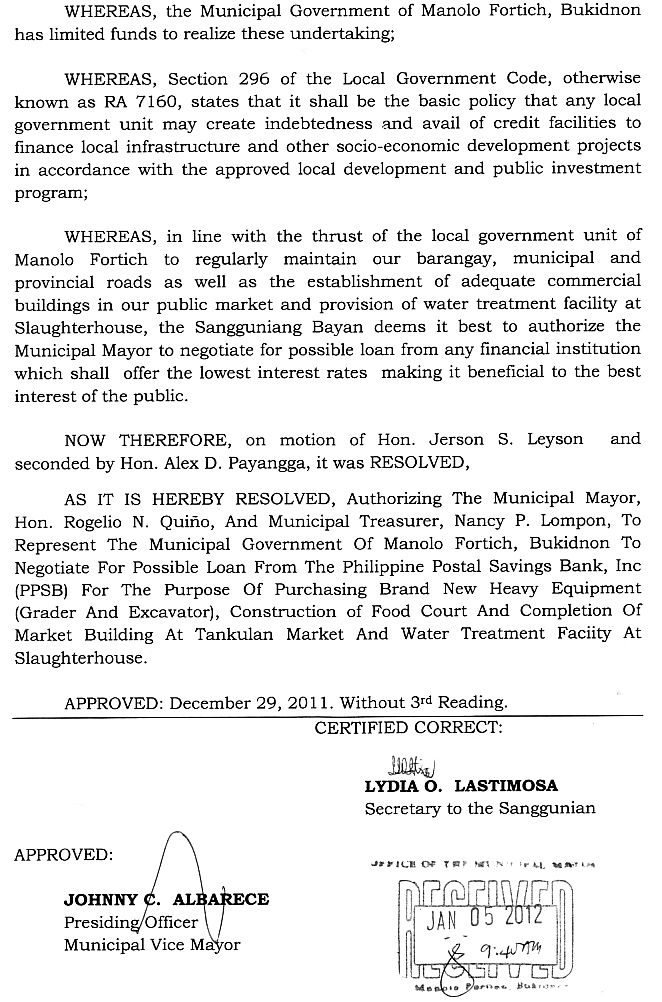 WHEREAS, the Municipal Government of Manolo Fortich, Bukidnon
has limited funds to realize these undertaking;
WHEREAS, Section 296 of the Local Government Code, otherwise
known as RA 7160, states that it shall be the basic policy that any local
government unit may create indebtedness and avail of credit facilities to
finance local infrastructure and other socio-economic development projects
in accordance with the approved local development and public investment
program;
WHEREAS, in line with the thrust of the local government unit of
Manolo Fortich to regularly maintain our barangay, municipal and
provincial roads as well as the establishment of adequate commercial
buildings in our public market and provision of water treatment facility at
Slaughterhouse, the Sangguniang Bayan deems it best to authorize the
Municipal Mayor to negotiate for possible loan from any financial institution
which shall offer the lowest interest rates making it beneficial to the best
interest of the public.
NOW THEREFORE, on motion of Hon. Jerson S. Leyson and
seconded by Hon. Alex D. Payangga, it was RESOLVED,
AS IT IS HEREBY RESOLVED, Authorizing The Municipal Mayor,
Hon. Rogelio N. Quiño, And Municipal Treasurer, Nancy P. Lompon, To
Represent The Municipal Government Of Manolo Fortich, Bukidnon To
Negotiate For Possible Loan From The Philippine Postal Savings Bank, Inc
(PPSB) For The Purpose Of Purchasing Brand New Heavy Equipment
(Grader And Excavator), Construction of Food Court And Completion Of
Market Building At Tankulan Market And Water Treatment Faciity At
Slaughterhouse.
APPROVED: December 29, 2011. Without 3rd Reading.
CERTIFIED CORRECT:
LYDIA O. LASTIMOSA
Secretary to the Sanggunian
APPROVED:
JOHNNY C. ALBARECE
Presiding Officer
Municipal Vice Mayor
OFFICE OF THE MUNICIPAL MAYOR
RECEIVED
JAN 05 2012
9:40 AM
Manolo Fortich, Bukidnon